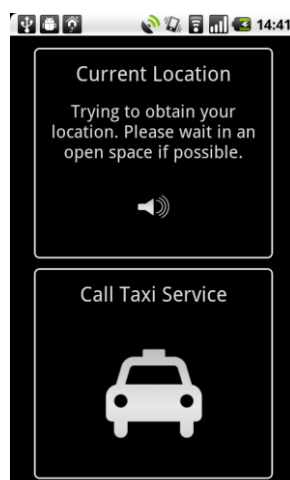 14:41
Current Location
Trying to obtain your
location. Please wait in an
open space if possible.
Call Taxi Service